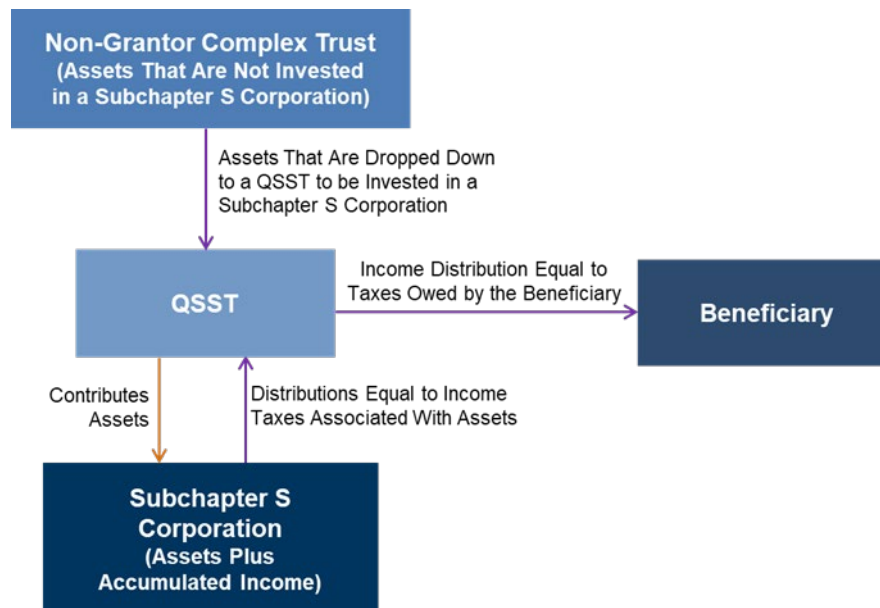 Non-Grantor Complex Trust
(Assets That Are Not Invested
in a Subchapter S Corporation)
Assets That Are Dropped Down
to a QSST to be Invested in a
Subchapter S Corporation
QSST
Income Distribution Equal to
Taxes Owed by the Beneficiary
Beneficiary
Contributes
Assets
Distributions Equal to Income
Taxes Associated With Assets
Subchapter S
Corporation
(Assets Plus
Accumulated Income)